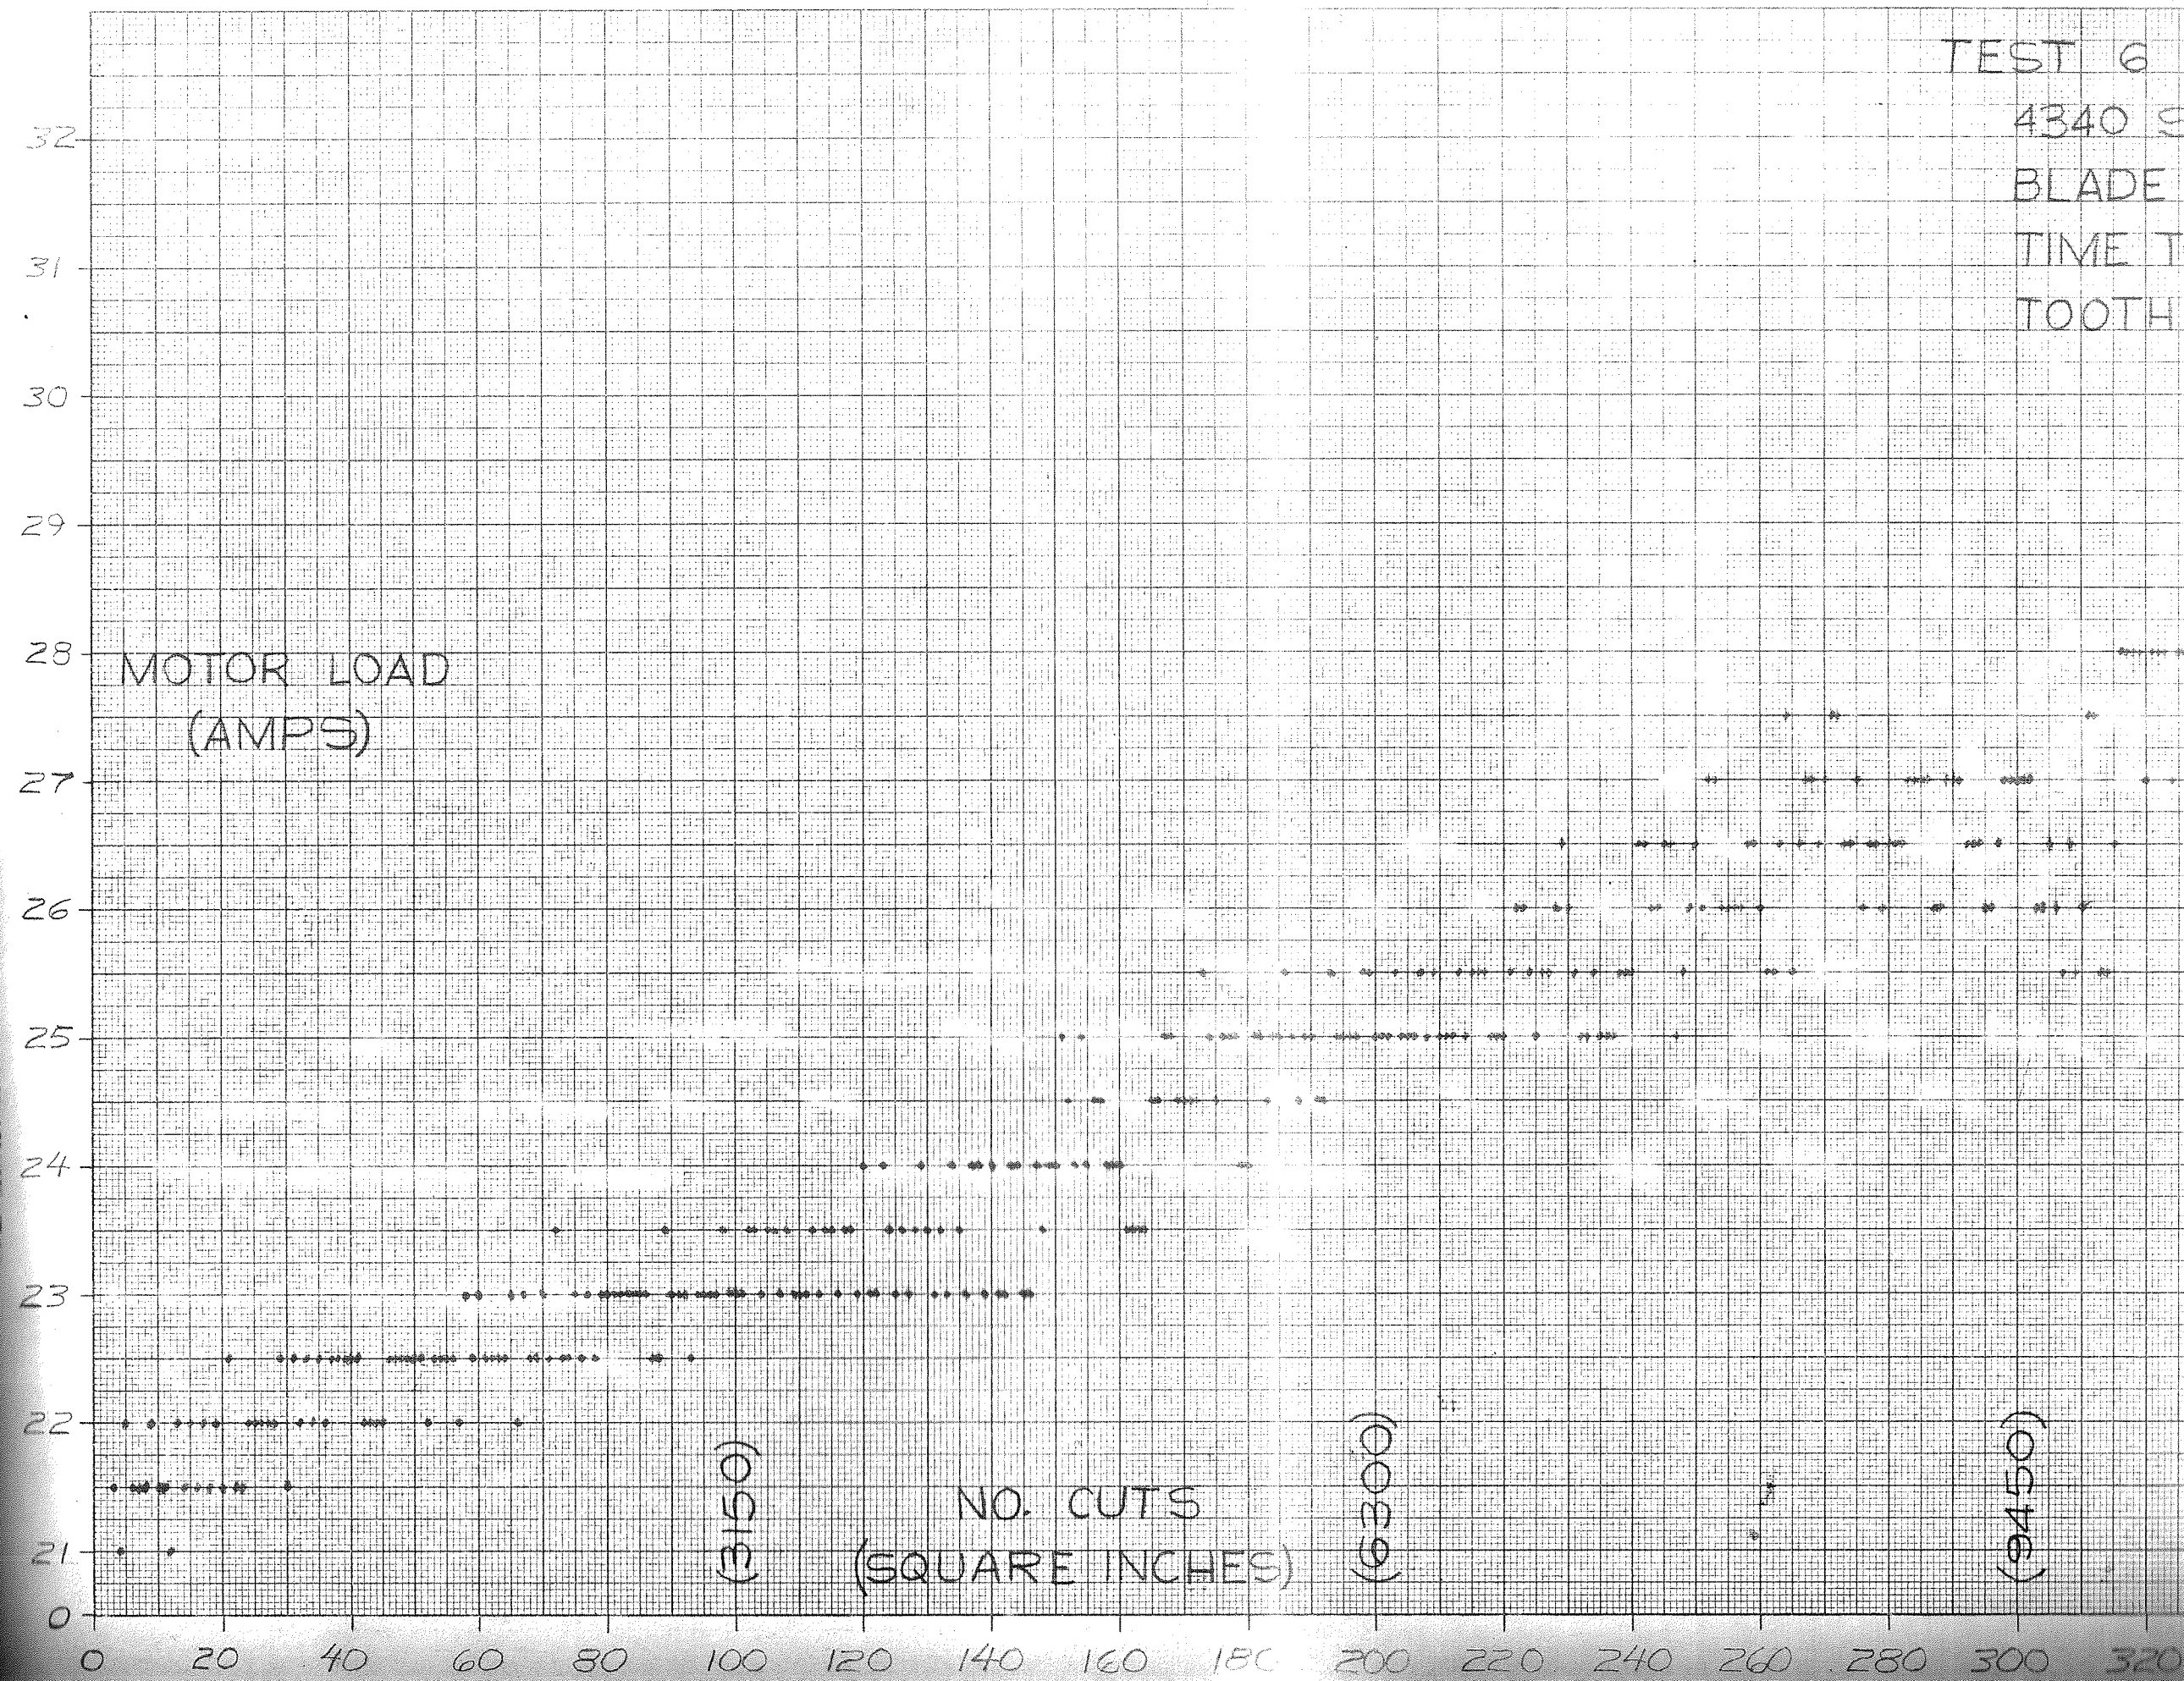 TEST 6
4340 S
BLADE
TIME T
TOOTH
32
31
30
29
28
MOTOR LOAD
(AMPS)
27
26
25
24
23
22
21
0
(3150)
(6300)
(9450)
NO. CUTS
(SQUARE INCHES)
0 20 40 60 80 100 120 140 160 180 200 220 240 260 280 300 320